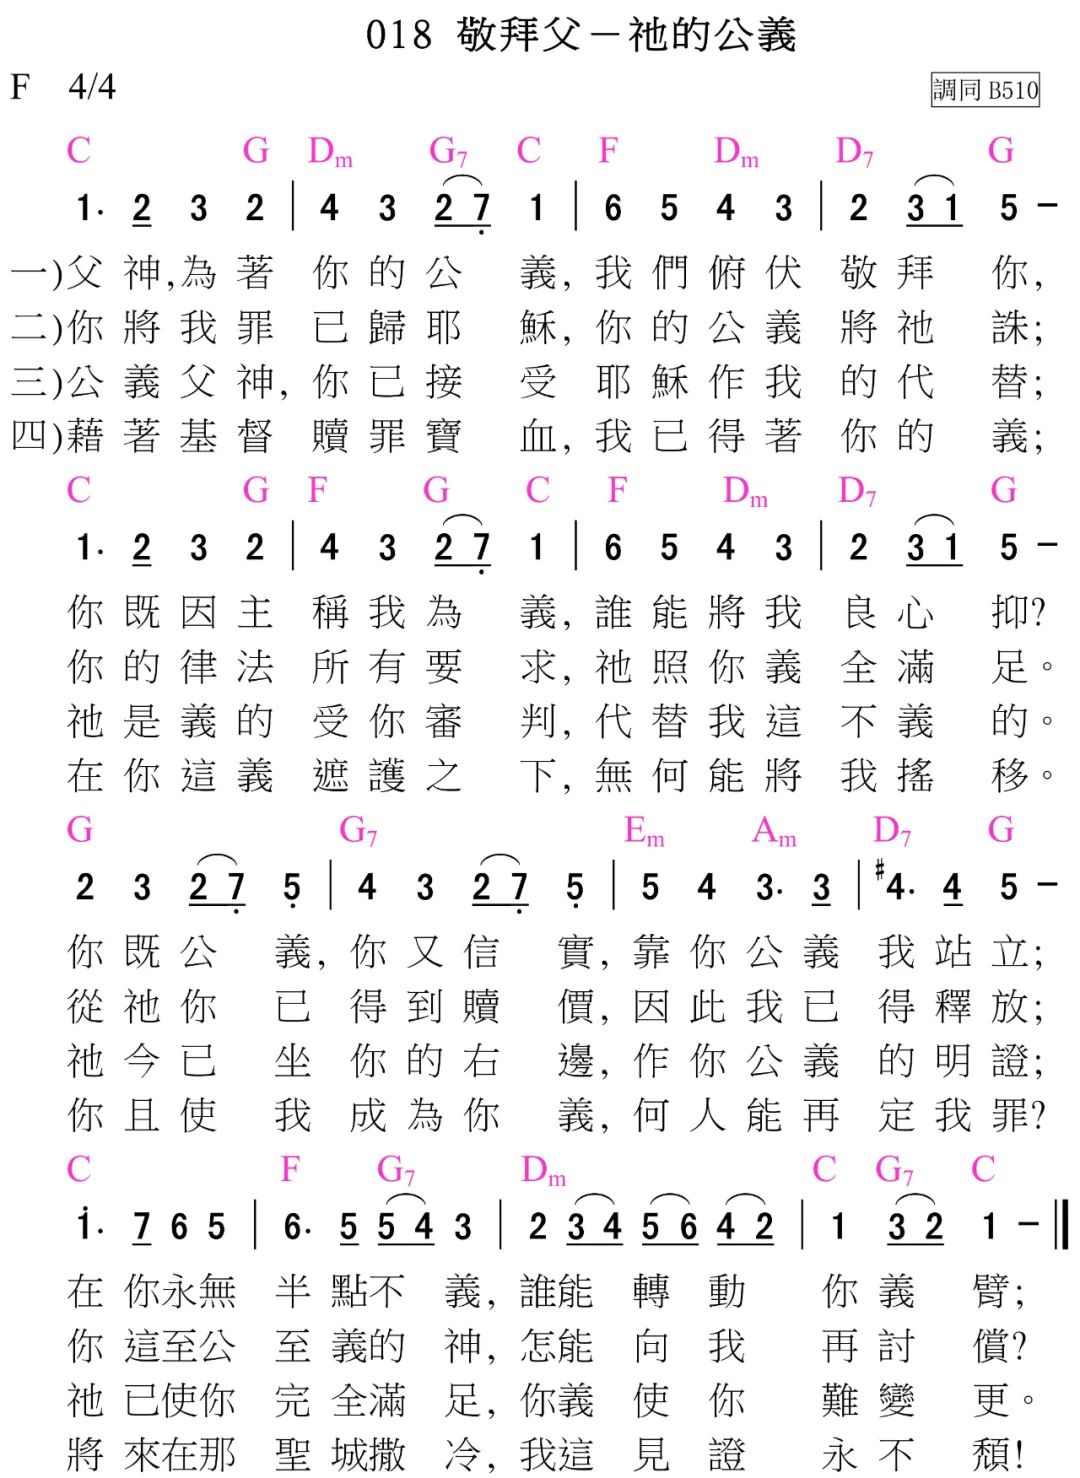 018 敬拜父－祂的公義
F 4/4 調同 B510
C G Dm G7 C F Dm D7 G
1. 2 3 2 | 4 3 2 7 1 | 6 5 4 3 | 2 3 1 5 –
一)父神,為著你的公義,我們俯伏敬拜你,
二)你將我罪已歸耶穌,你的公義將祂誅;
三)公義父神,你已接受耶穌作我的代替;
四)藉著基督贖罪寶血,我已得著你的義;
C G F G C F Dm D7 G
1. 2 3 2 | 4 3 2 7 1 | 6 5 4 3 | 2 3 1 5 –
你既因主稱我為義,誰能將我良心抑?
你的律法所有要求,祂照你義全滿足。
祂是義的受你審判,代替我這不義的。
在你這義遮護之下,無何能將我搖移。
G G7 Em Am D7 G
2 3 2 7 5 | 4 3 2 7 5 | 5 4 3. 3 | #4. 4 5 –
你既公義,你又信實,靠你公義我站立;
從祂你已得到贖價,因此我已得釋放;
祂今已坐你的右邊,作你公義的明證;
你且使我成為你義,何人能再定我罪?
C F G7 Dm C G7 C
1. 7 6 5 | 6. 5 5 4 3 | 2 3 4 5 6 4 2 | 1 3 2 1 – ||
在你永無半點不義,誰能轉動你義臂;
你這至公至義的神,怎能向我再討償?
祂已使你完全滿足,你義使你難變更。
將來在那聖城撒冷,我這見證永不頹!